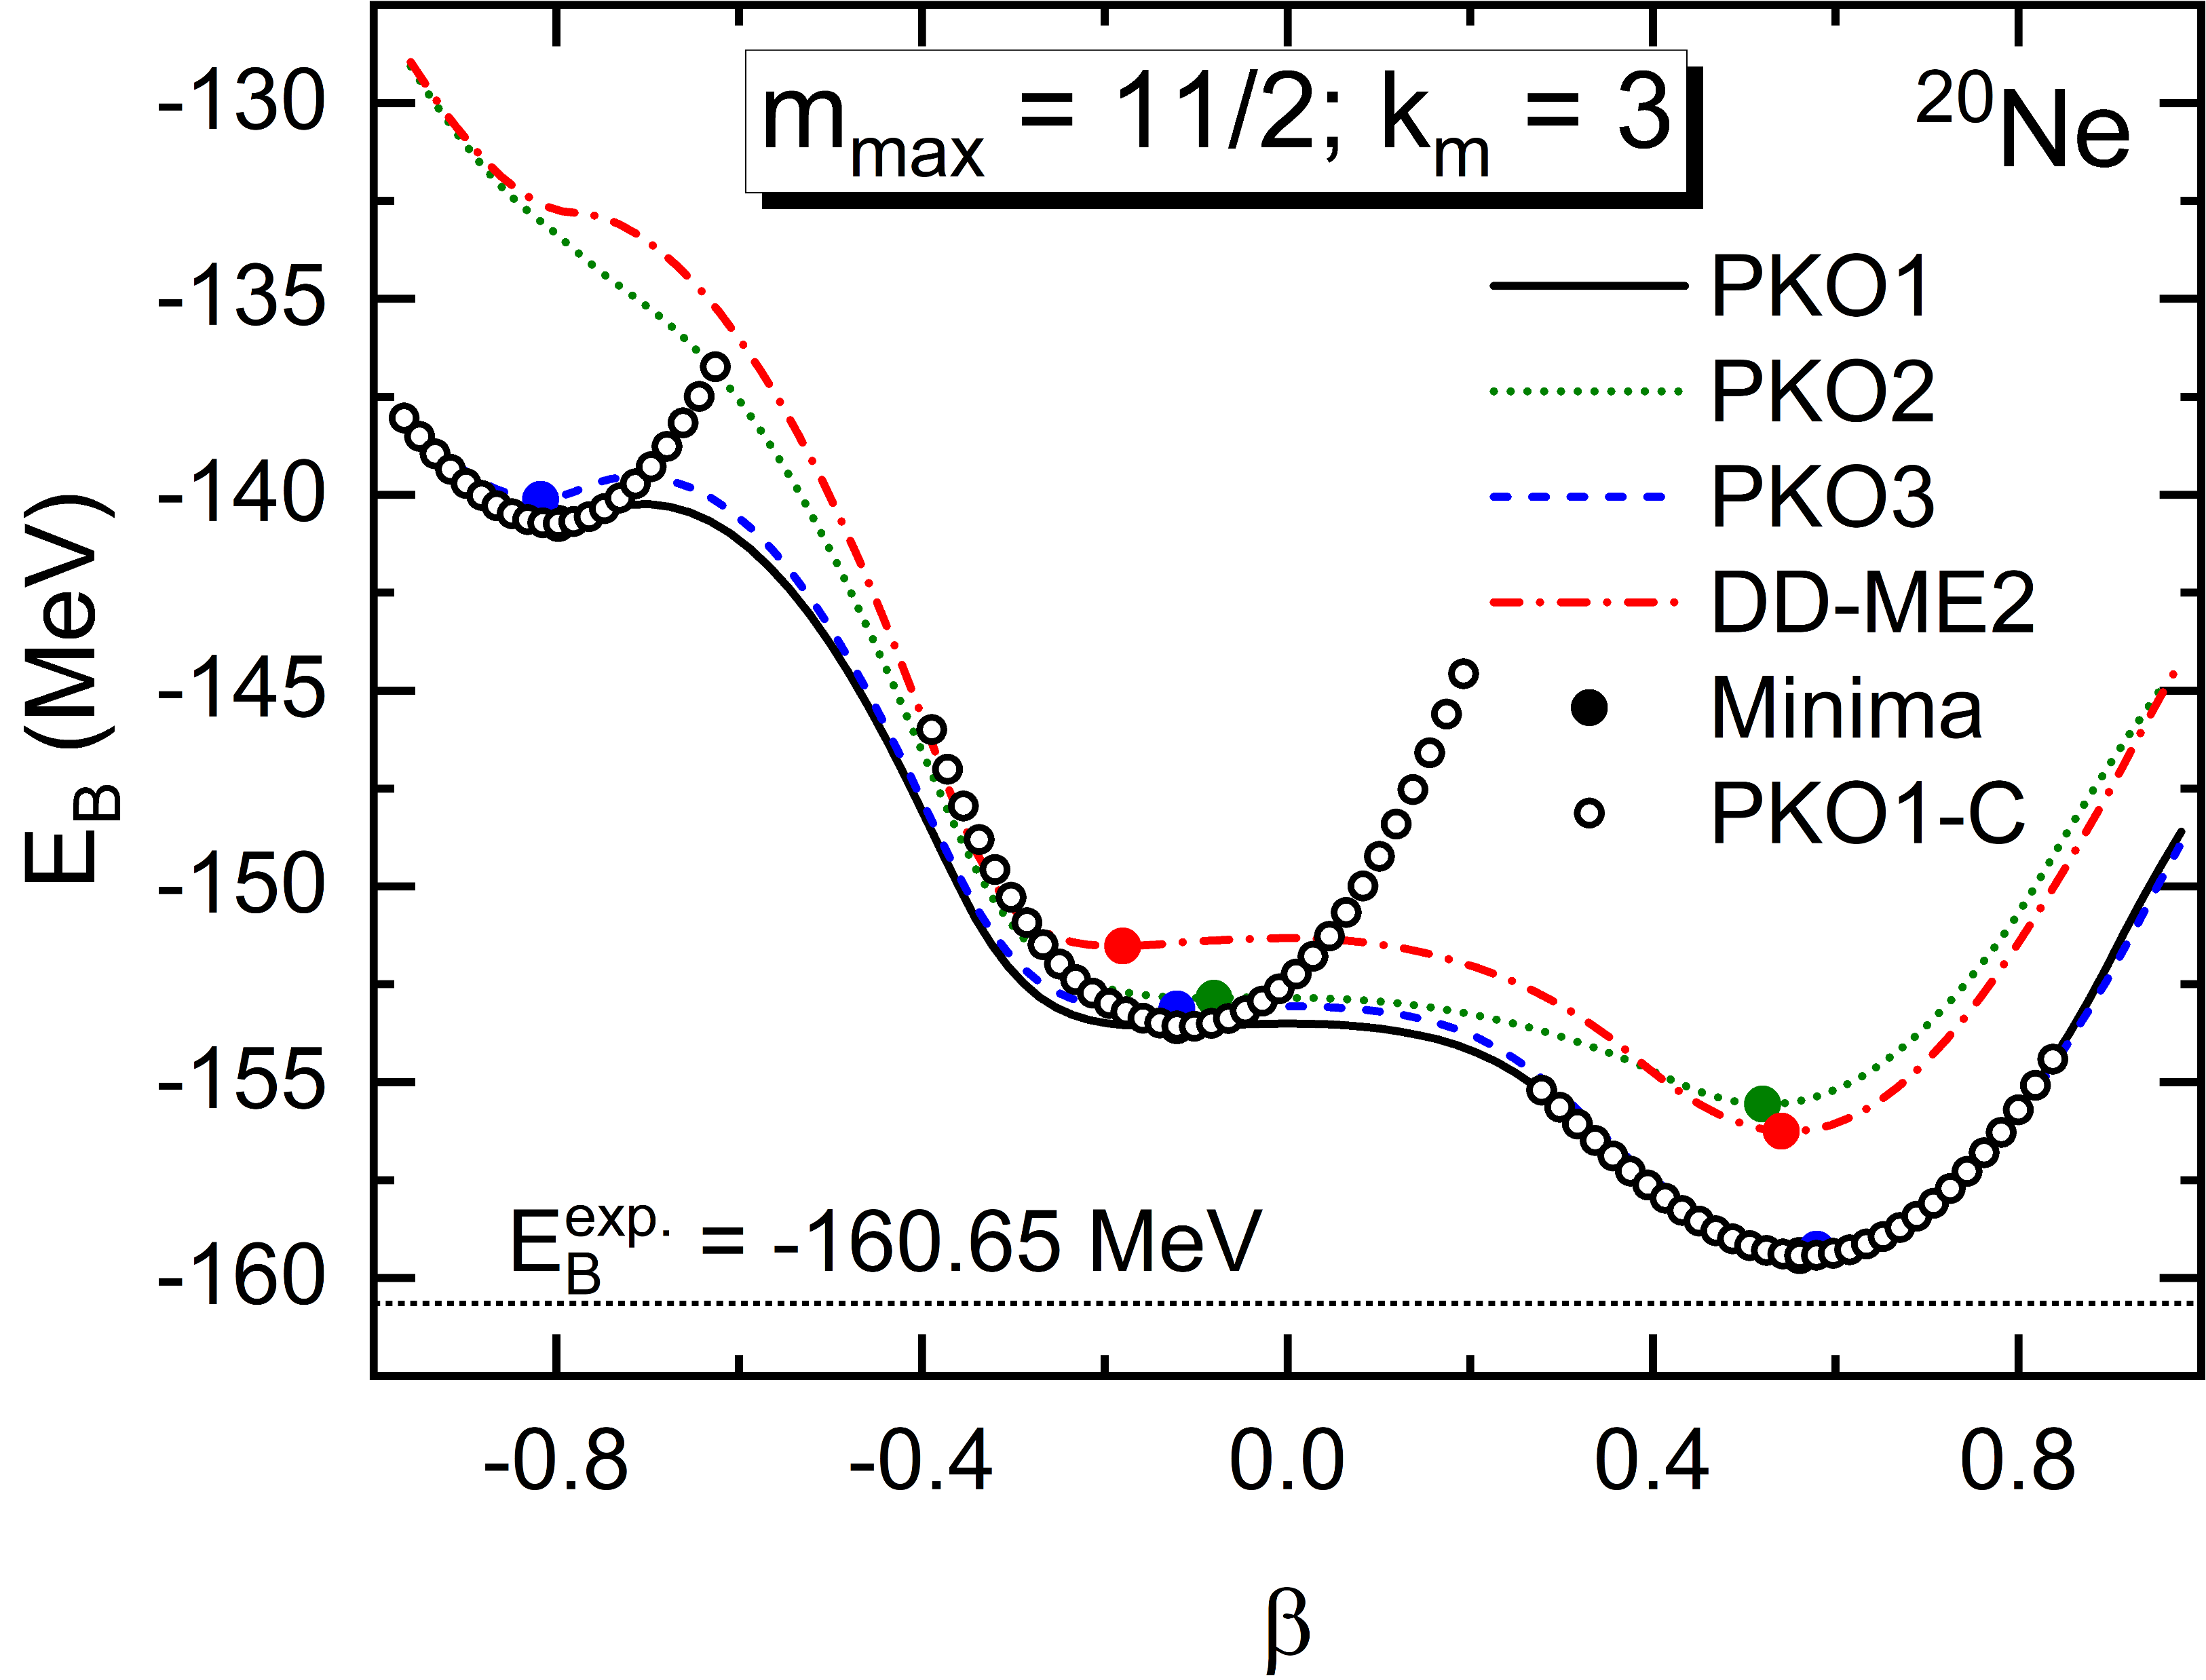 m_max = 11/2; k_m = 3
²⁰Ne
-130
-135
-140
-145
-150
-155
-160
E_B (MeV)
PKO1
PKO2
PKO3
DD-ME2
Minima
PKO1-C
E_B^exp. = -160.65 MeV
-0.8
-0.4
0.0
0.4
0.8
β